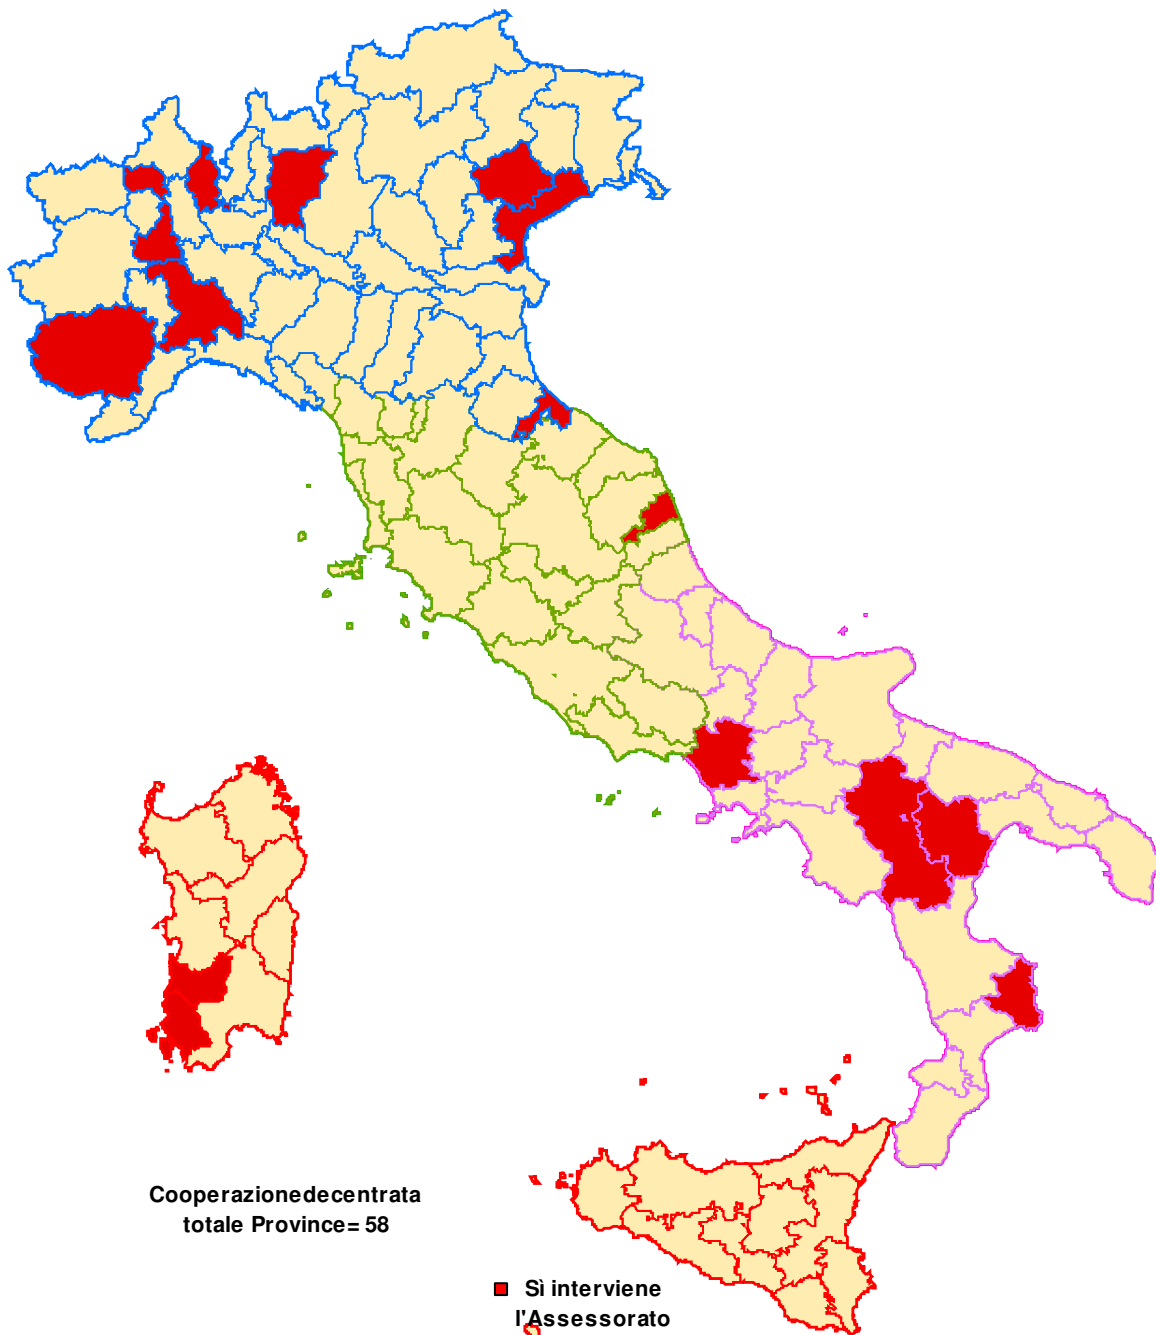 Cooperazionedecentrata
totale Province= 58
Sì interviene
l'Assessorato